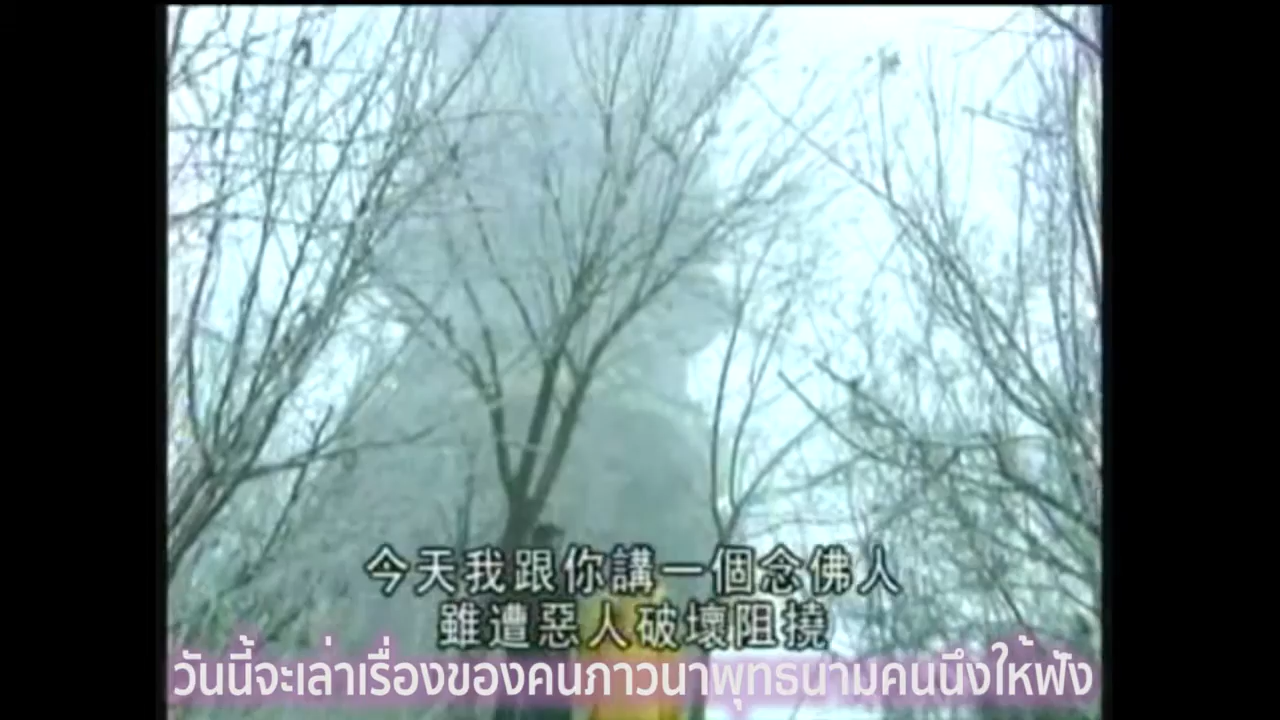 今天我跟你講一個念佛人
雖遭惡人破壞阻撓
วันนี้จะเล่าเรื่องของคนภาวนาพุทธนามคนนึงให้ฟัง